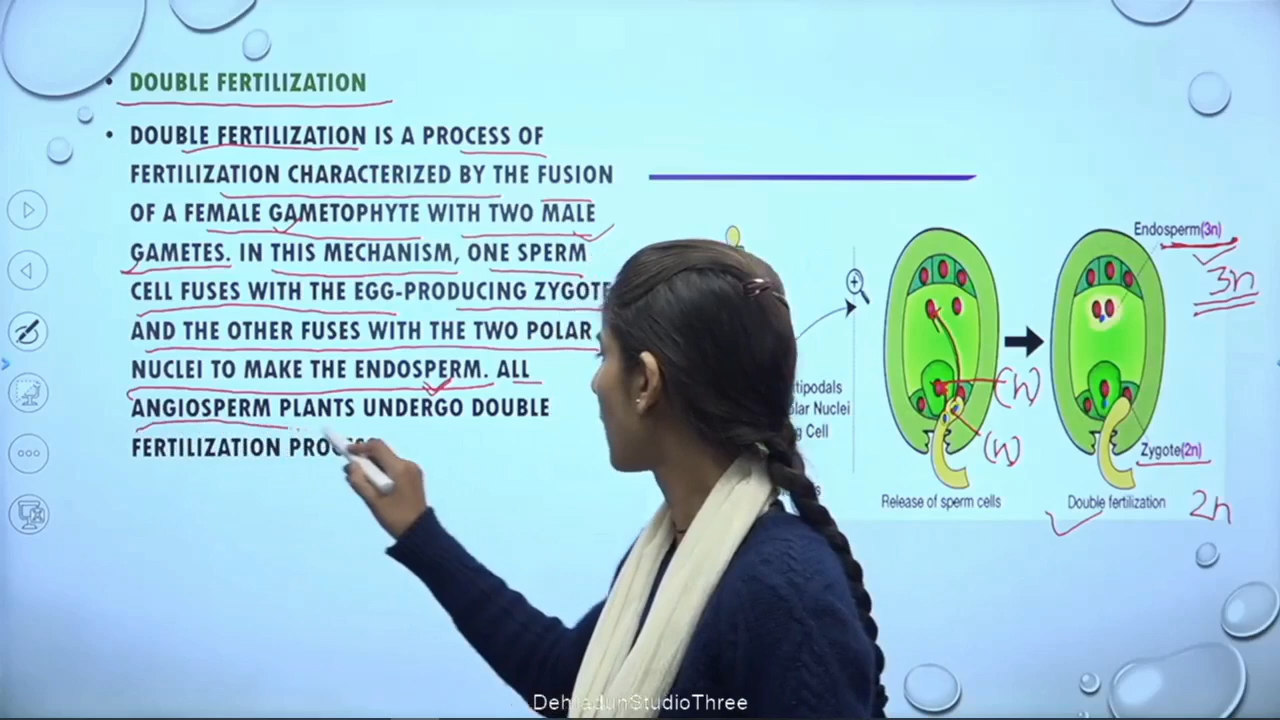 DOUBLE FERTILIZATION
DOUBLE FERTILIZATION IS A PROCESS OF
FERTILIZATION CHARACTERIZED BY THE FUSION
OF A FEMALE GAMETOPHYTE WITH TWO MALE
GAMETES. IN THIS MECHANISM, ONE SPERM
CELL FUSES WITH THE EGG-PRODUCING ZYGOTE
AND THE OTHER FUSES WITH THE TWO POLAR
NUCLEI TO MAKE THE ENDOSPERM. ALL
ANGIOSPERM PLANTS UNDERGO DOUBLE
FERTILIZATION
Endosperm(3n)
3n
Nuclei
Cell
(n)
(n)
Zygote(2n)
Release of sperm cells
Double fertilization
2n
DehradunStudioThree